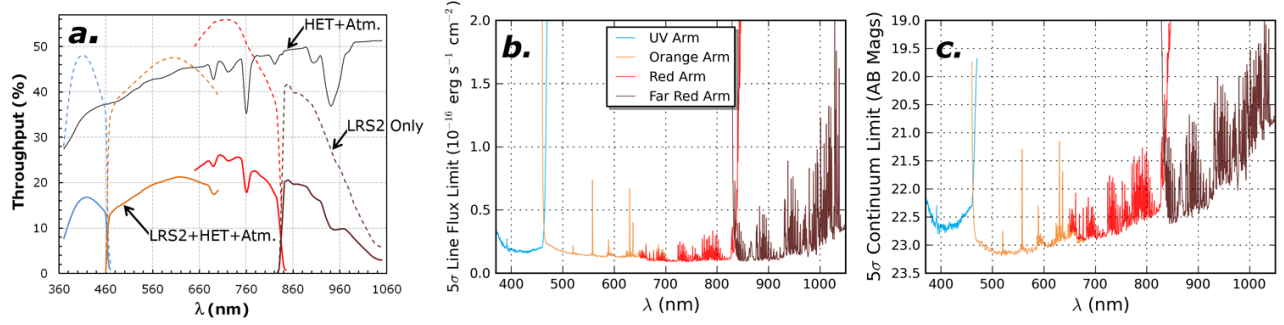 a.
HET+Atm.
LRS2 Only
LRS2+HET+Atm.
Throughput (%)
50
40
30
20
10
0
360 460 560 660 760 860 960 1060
λ (nm)
b.
UV Arm
Orange Arm
Red Arm
Far Red Arm
5σ Line Flux Limit (10⁻¹⁶ erg s⁻¹ cm⁻²)
2.0
1.5
1.0
0.5
0.0
400 500 600 700 800 900 1000
λ (nm)
c.
5σ Continuum Limit (AB Mags)
19.0
19.5
20.0
20.5
21.0
21.5
22.0
22.5
23.0
23.5
400 500 600 700 800 900 1000
λ (nm)